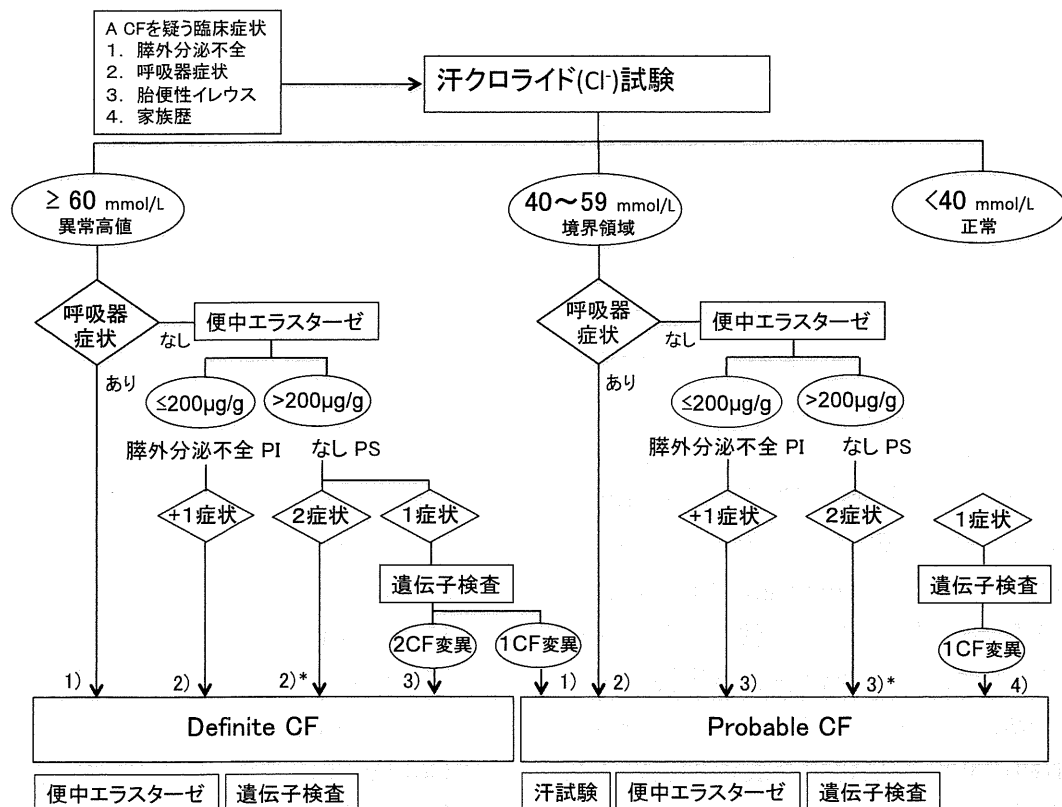 A CFを疑う臨床症状
1. 膵外分泌不全
2. 呼吸器症状
3. 胎便性イレウス
4. 家族歴
汗クロライド(Cl⁻)試験
≥ 60 mmol/L
異常高値
40～59 mmol/L
境界領域
<40 mmol/L
正常
呼吸器
症状
なし
便中エラスターゼ
あり
≤200μg/g
>200μg/g
膵外分泌不全 PI
なし PS
+1症状
2症状
1症状
遺伝子検査
2CF変異
1CF変異
呼吸器
症状
なし
便中エラスターゼ
あり
≤200μg/g
>200μg/g
膵外分泌不全 PI
なし PS
+1症状
2症状
1症状
遺伝子検査
1CF変異
1)
2)
2)*
3)
1)
2)
3)
3)*
4)
Definite CF
Probable CF
便中エラスターゼ
遺伝子検査
汗試験
便中エラスターゼ
遺伝子検査